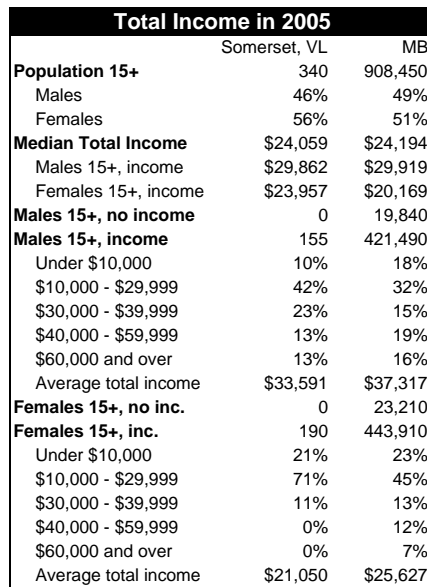 Total Income in 2005
Somerset, VL MB
Population 15+ 340 908,450
Males 46% 49%
Females 56% 51%
Median Total Income $24,059 $24,194
Males 15+, income $29,862 $29,919
Females 15+, income $23,957 $20,169
Males 15+, no income 0 19,840
Males 15+, income 155 421,490
Under $10,000 10% 18%
$10,000 - $29,999 42% 32%
$30,000 - $39,999 23% 15%
$40,000 - $59,999 13% 19%
$60,000 and over 13% 16%
Average total income $33,591 $37,317
Females 15+, no inc. 0 23,210
Females 15+, inc. 190 443,910
Under $10,000 21% 23%
$10,000 - $29,999 71% 45%
$30,000 - $39,999 11% 13%
$40,000 - $59,999 0% 12%
$60,000 and over 0% 7%
Average total income $21,050 $25,627